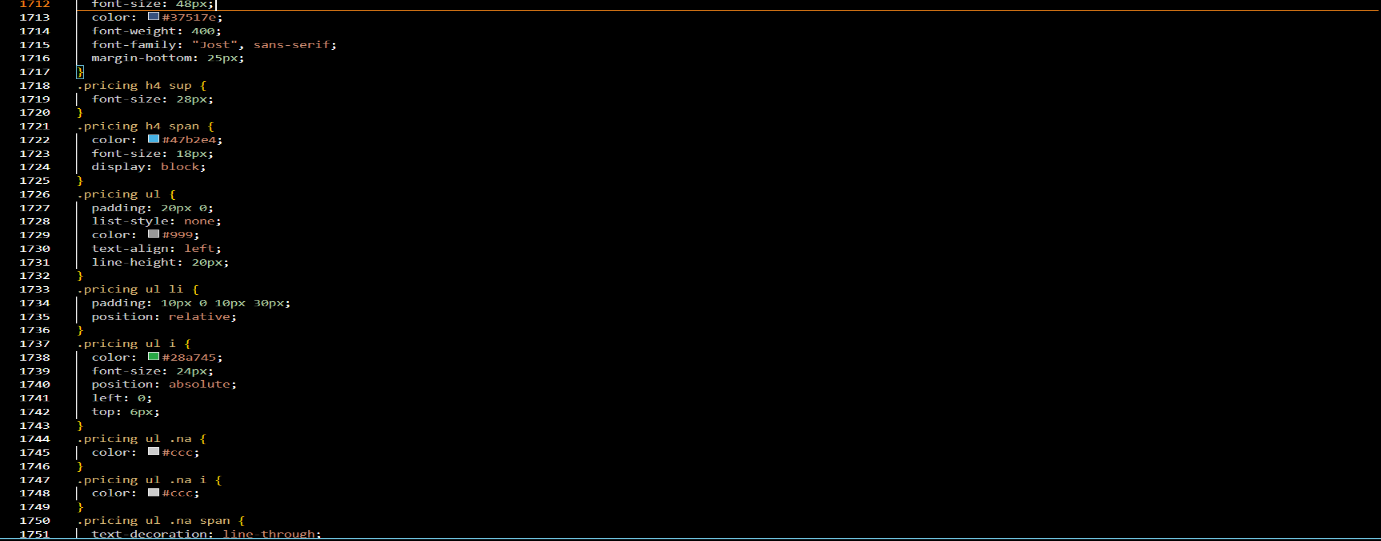 1712 font-size: 48px;
1713 color: #37517e;
1714 font-weight: 400;
1715 font-family: "Jost", sans-serif;
1716 margin-bottom: 25px;
1717 }
1718 .pricing h4 sup {
1719 font-size: 28px;
1720 }
1721 .pricing h4 span {
1722 color: #47b2e4;
1723 font-size: 18px;
1724 display: block;
1725 }
1726 .pricing ul {
1727 padding: 20px 0;
1728 list-style: none;
1729 color: #999;
1730 text-align: left;
1731 line-height: 20px;
1732 }
1733 .pricing ul li {
1734 padding: 10px 0 10px 30px;
1735 position: relative;
1736 }
1737 .pricing ul i {
1738 color: #28a745;
1739 font-size: 24px;
1740 position: absolute;
1741 left: 0;
1742 top: 6px;
1743 }
1744 .pricing ul .na {
1745 color: #ccc;
1746 }
1747 .pricing ul .na i {
1748 color: #ccc;
1749 }
1750 .pricing ul .na span {
1751 text-decoration: line-through;